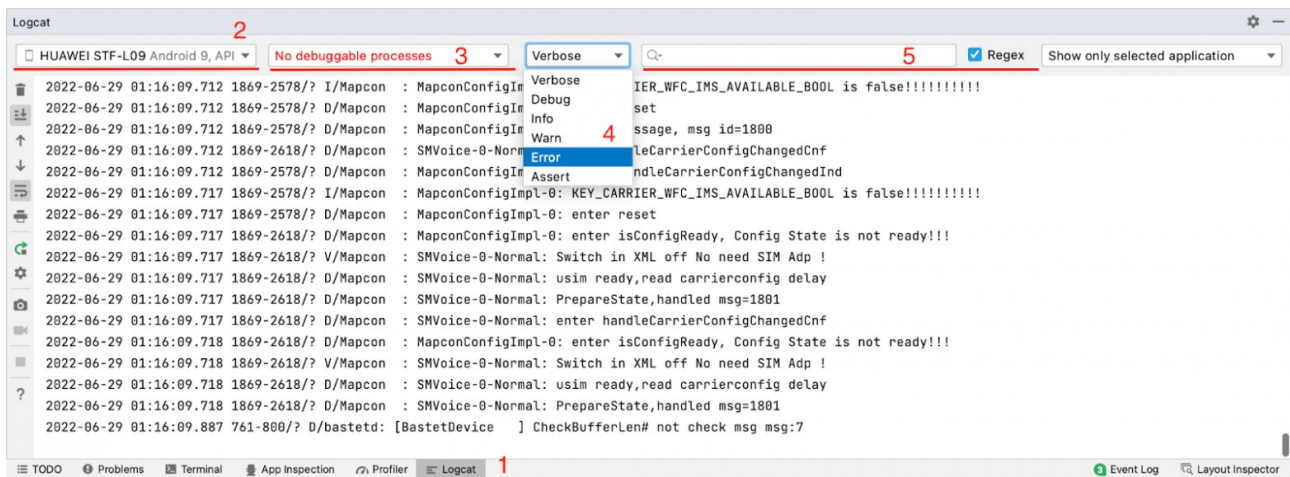 Logcat
2
HUAWEI STF-L09 Android 9, API
No debuggable processes
3
Verbose
5
Regex
Show only selected application
Verbose
Debug
Info
Warn
4
Error
Assert
2022-06-29 01:16:09.712 1869-2578/? I/Mapcon : MapconConfigIm IER_WFC_IMS_AVAILABLE_BOOL is false!!!!!!!!!!
2022-06-29 01:16:09.712 1869-2578/? D/Mapcon : MapconConfigIm set
2022-06-29 01:16:09.712 1869-2578/? D/Mapcon : MapconConfigIm ssage, msg id=1800
2022-06-29 01:16:09.712 1869-2618/? D/Mapcon : SMVoice-0-Norm leCarrierConfigChangedCnf
2022-06-29 01:16:09.712 1869-2618/? D/Mapcon : MapconConfigIm ndleCarrierConfigChangedInd
2022-06-29 01:16:09.717 1869-2578/? I/Mapcon : MapconConfigImpl-0: KEY_CARRIER_WFC_IMS_AVAILABLE_BOOL is false!!!!!!!!!!
2022-06-29 01:16:09.717 1869-2578/? D/Mapcon : MapconConfigImpl-0: enter reset
2022-06-29 01:16:09.717 1869-2618/? D/Mapcon : MapconConfigImpl-0: enter isConfigReady, Config State is not ready!!!
2022-06-29 01:16:09.717 1869-2618/? V/Mapcon : SMVoice-0-Normal: Switch in XML off No need SIM Adp !
2022-06-29 01:16:09.717 1869-2618/? D/Mapcon : SMVoice-0-Normal: usim ready,read carrierconfig delay
2022-06-29 01:16:09.717 1869-2618/? D/Mapcon : SMVoice-0-Normal: PrepareState,handled msg=1801
2022-06-29 01:16:09.717 1869-2618/? D/Mapcon : SMVoice-0-Normal: enter handleCarrierConfigChangedCnf
2022-06-29 01:16:09.718 1869-2618/? D/Mapcon : MapconConfigImpl-0: enter isConfigReady, Config State is not ready!!!
2022-06-29 01:16:09.718 1869-2618/? V/Mapcon : SMVoice-0-Normal: Switch in XML off No need SIM Adp !
2022-06-29 01:16:09.718 1869-2618/? D/Mapcon : SMVoice-0-Normal: usim ready,read carrierconfig delay
2022-06-29 01:16:09.718 1869-2618/? D/Mapcon : SMVoice-0-Normal: PrepareState,handled msg=1801
2022-06-29 01:16:09.887 761-800/? D/bastetd: [BastetDevice ] CheckBufferLen# not check msg msg:7
TODO Problems Terminal App Inspection Profiler Logcat 1 3 Event Log Layout Inspector